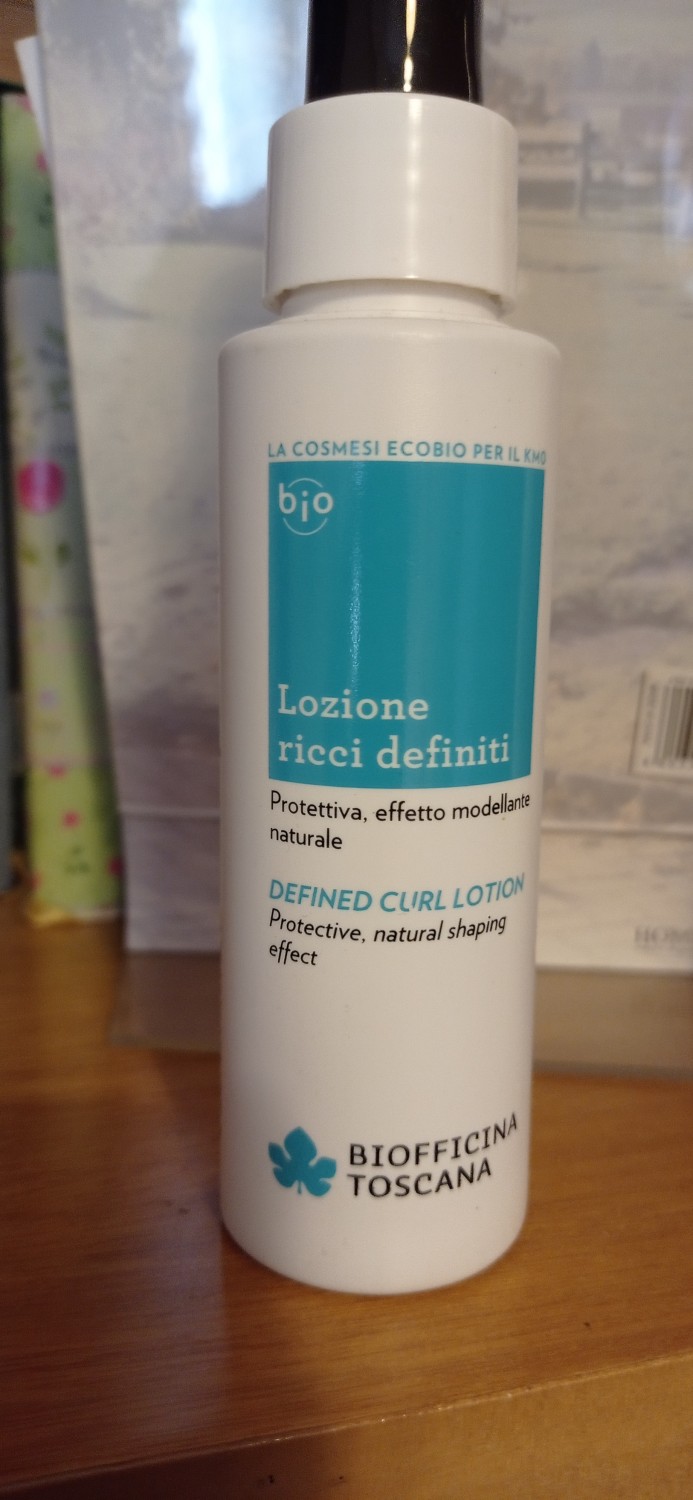 LA COSMESI ECOBIO PER IL KM0
bio
Lozione
ricci definiti
Protettiva, effetto modellante
naturale
DEFINED CURL LOTION
Protective, natural shaping
effect
BIOFFICINA
TOSCANA